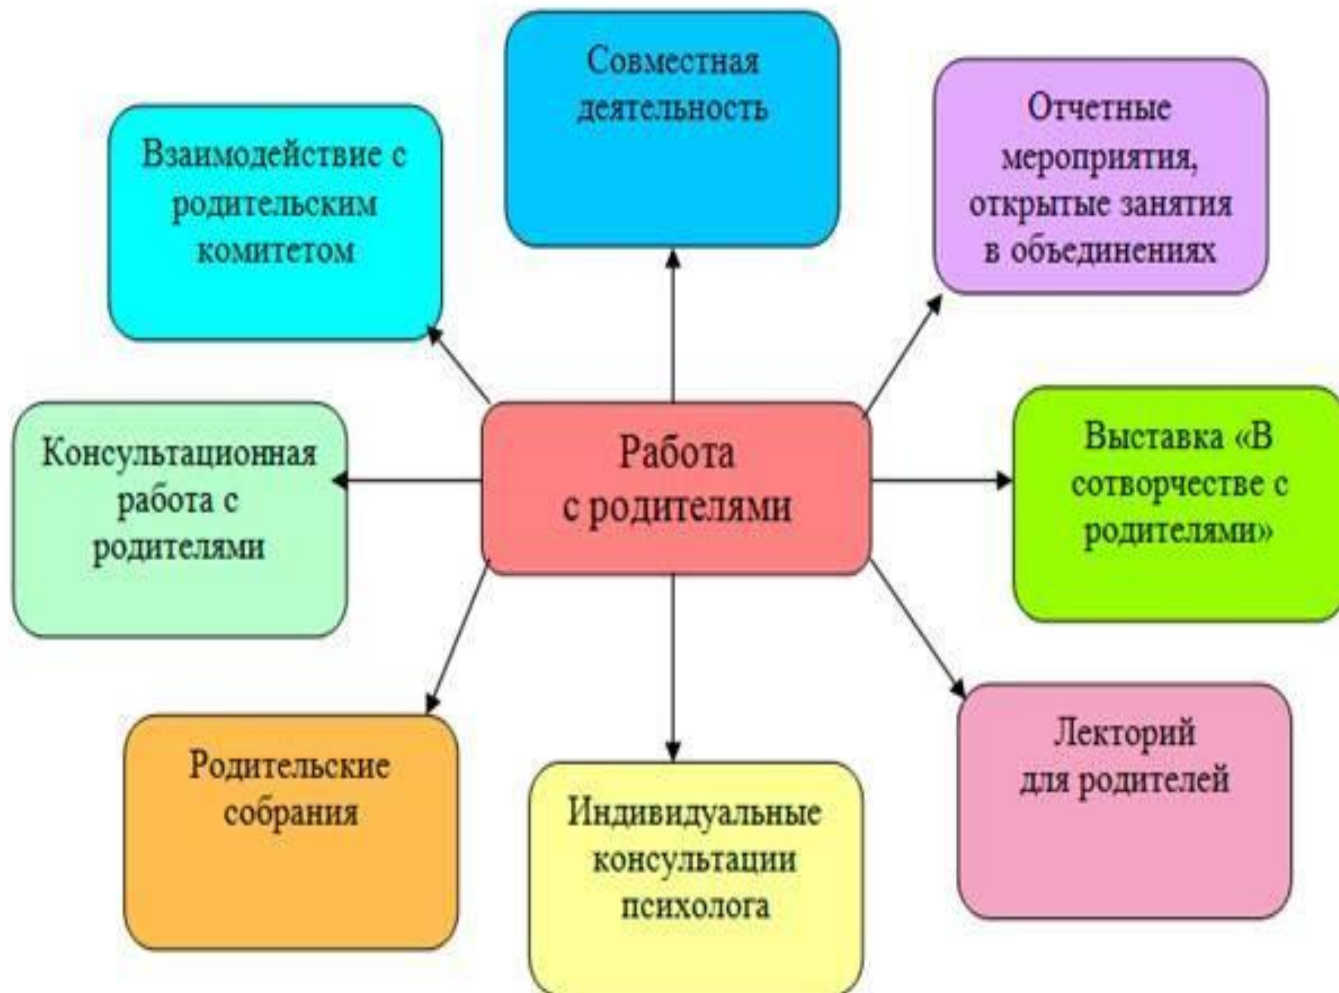 Совместная
деятельность
Отчетные
мероприятия,
открытые занятия
в объединениях
Взаимодействие с
родительским
комитетом
Работа
с родителями
Выставка «В
сотворчестве с
родителями»
Консультационная
работа с
родителями
Лекторий
для родителей
Родительские
собрания
Индивидуальные
консультации
психолога